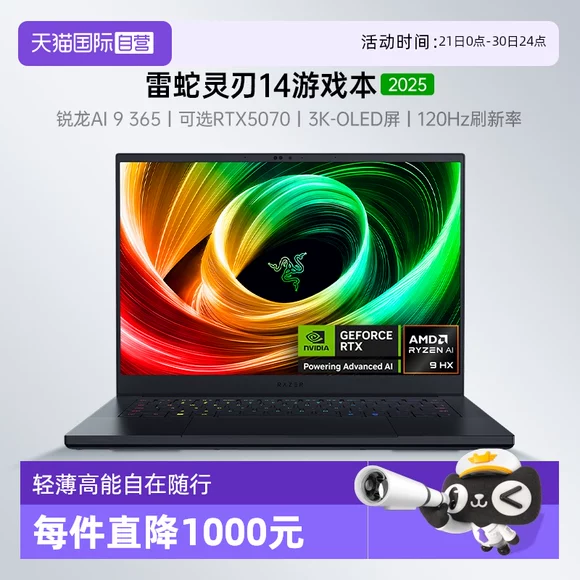 天猫国际 自营
活动时间: 21日0点-30日24点
雷蛇灵刃14游戏本 2025
锐龙AI 9 365 | 可选RTX5070 | 3K-OLED屏 | 120Hz刷新率
NVIDIA
GEFORCE
RTX
Powering Advanced AI
AMD
RYZEN AI
9 HX
RAZER
轻薄高能自在随行
每件直降1000元